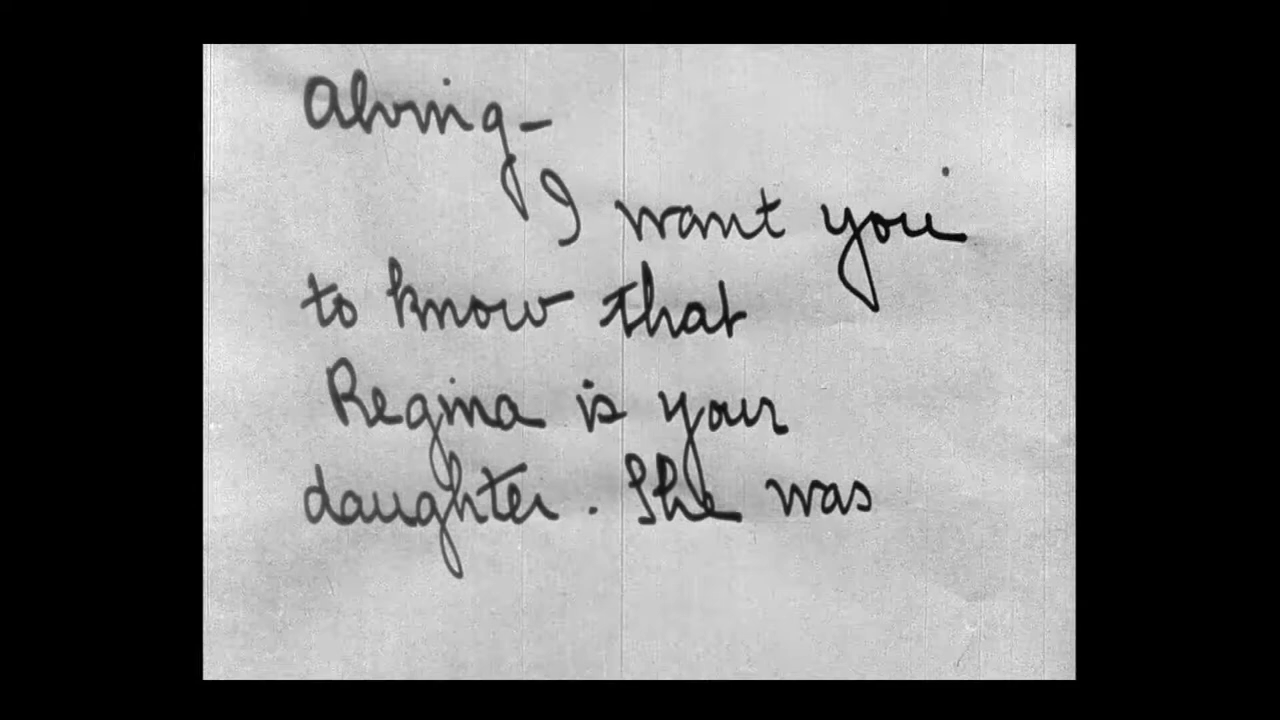 Alving—
I want you
to know that
Regina is your
daughter. She was